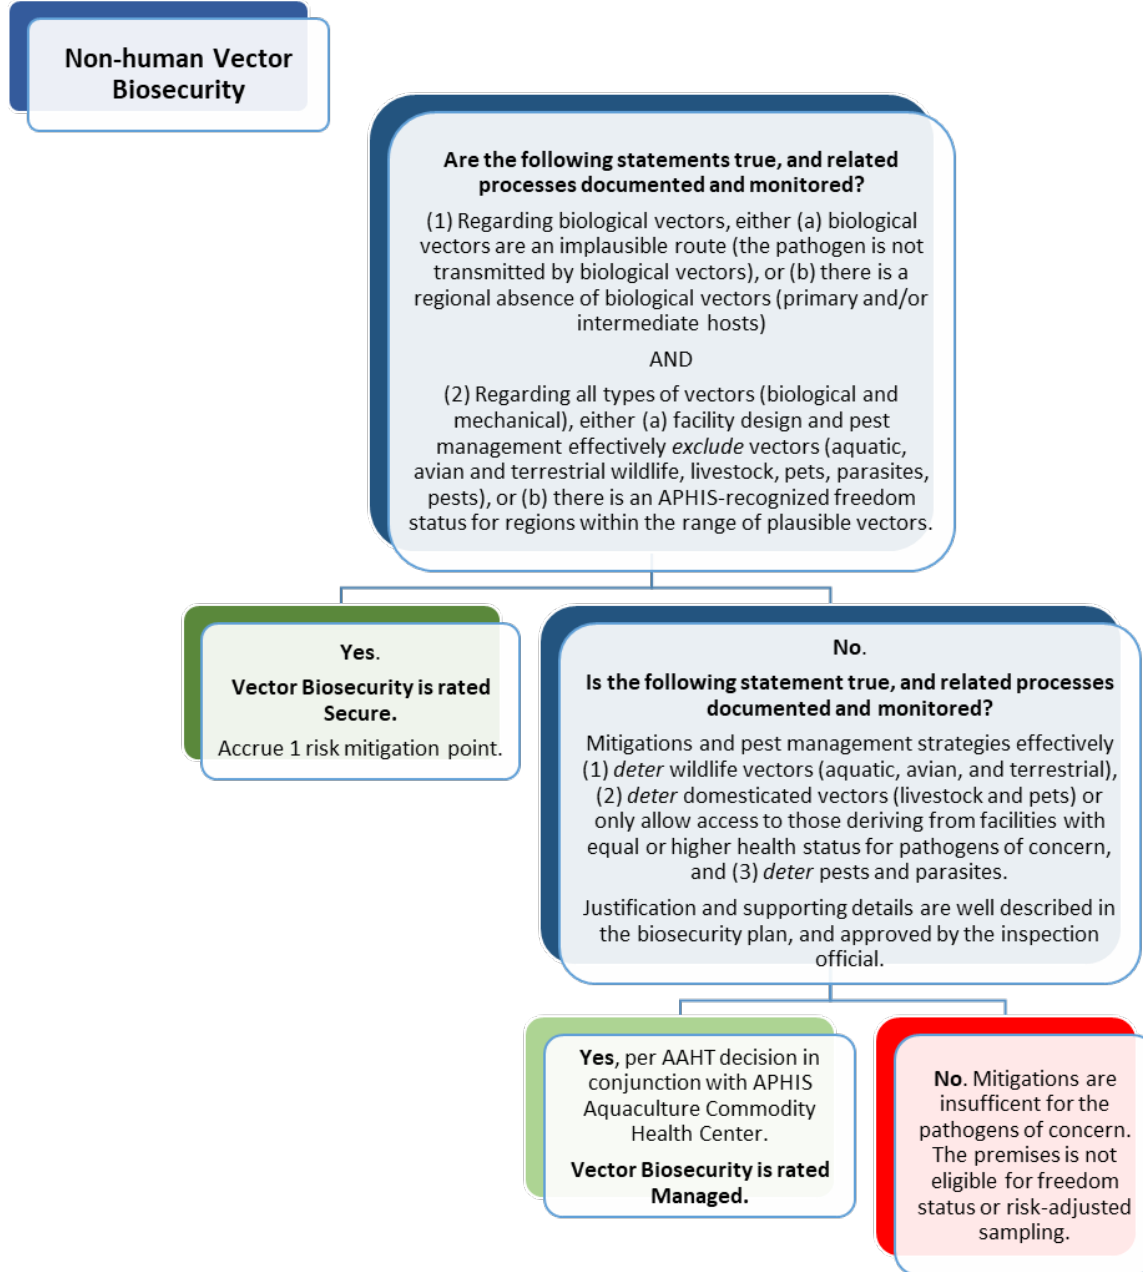 Non-human Vector
Biosecurity
Are the following statements true, and related
processes documented and monitored?
(1) Regarding biological vectors, either (a) biological
vectors are an implausible route (the pathogen is not
transmitted by biological vectors), or (b) there is a
regional absence of biological vectors (primary and/or
intermediate hosts)
AND
(2) Regarding all types of vectors (biological and
mechanical), either (a) facility design and pest
management effectively exclude vectors (aquatic,
avian and terrestrial wildlife, livestock, pets, parasites,
pests), or (b) there is an APHIS-recognized freedom
status for regions within the range of plausible vectors.
Yes.
Vector Biosecurity is rated
Secure.
Accrue 1 risk mitigation point.
No.
Is the following statement true, and related processes
documented and monitored?
Mitigations and pest management strategies effectively
(1) deter wildlife vectors (aquatic, avian, and terrestrial),
(2) deter domesticated vectors (livestock and pets) or
only allow access to those deriving from facilities with
equal or higher health status for pathogens of concern,
and (3) deter pests and parasites.
Justification and supporting details are well described in
the biosecurity plan, and approved by the inspection
official.
Yes, per AAHT decision in
conjunction with APHIS
Aquaculture Commodity
Health Center.
Vector Biosecurity is rated
Managed.
No. Mitigations are
insufficent for the
pathogens of concern.
The premises is not
eligible for freedom
status or risk-adjusted
sampling.